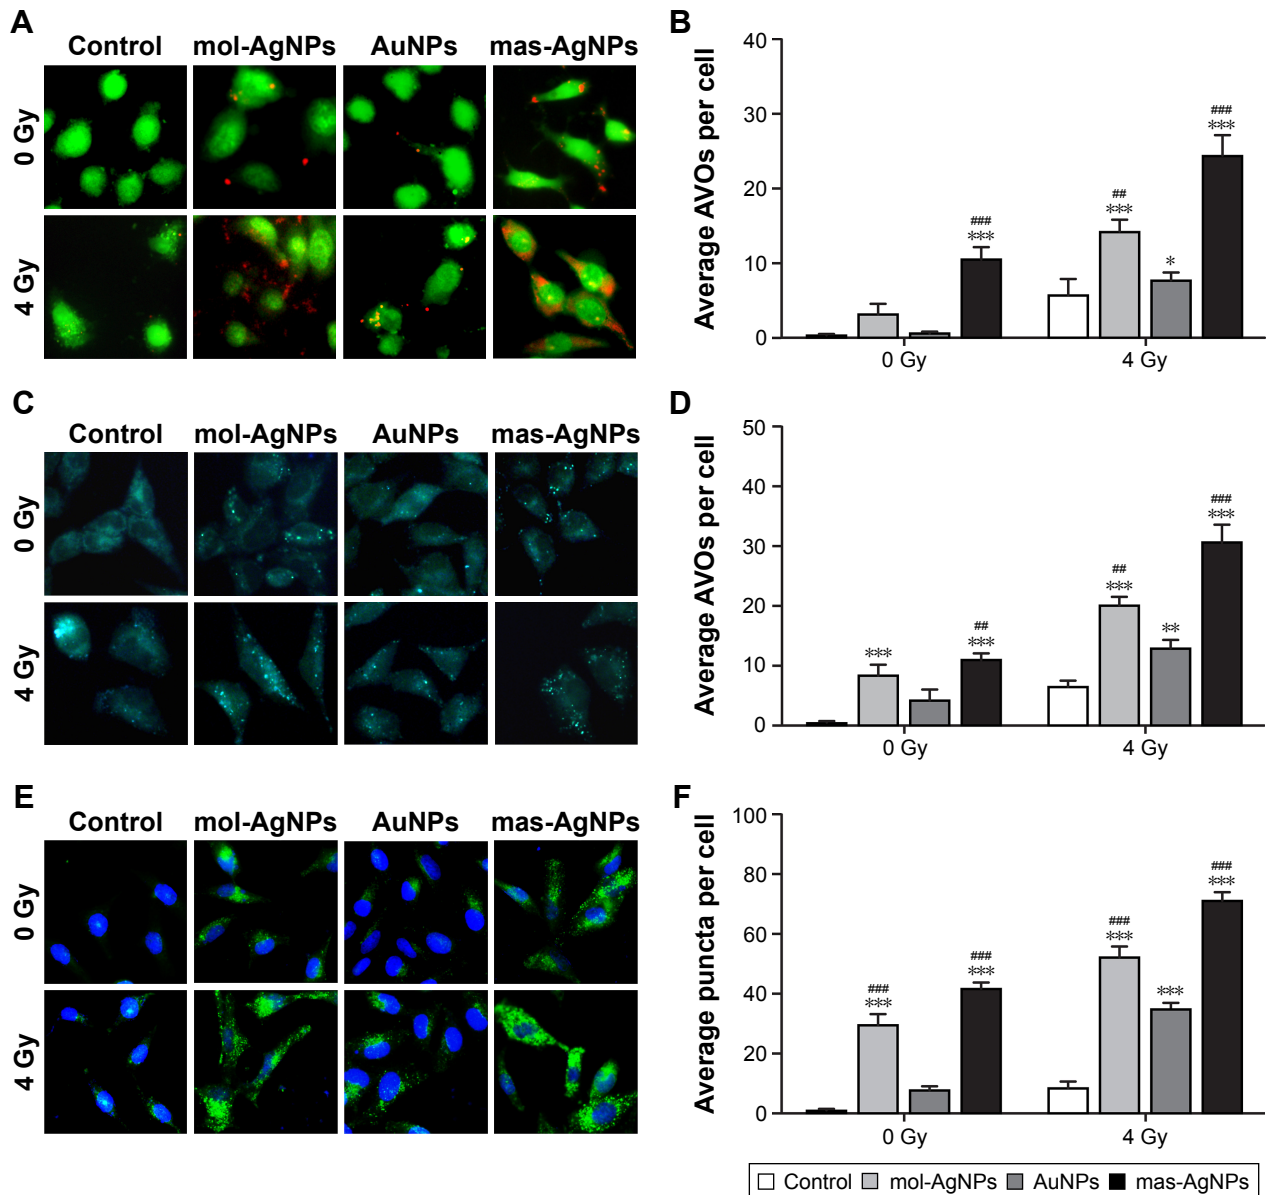 A
Control mol-AgNPs AuNPs mas-AgNPs
0 Gy
4 Gy
B
Average AVOs per cell
40
30
20
10
0
###
***
##
***
*
###
***
0 Gy 4 Gy
C
Control mol-AgNPs AuNPs mas-AgNPs
0 Gy
4 Gy
D
Average AVOs per cell
50
40
30
20
10
0
***
##
***
##
***
**
###
***
0 Gy 4 Gy
E
Control mol-AgNPs AuNPs mas-AgNPs
0 Gy
4 Gy
F
Average puncta per cell
100
80
60
40
20
0
###
***
###
***
###
***
***
###
***
0 Gy 4 Gy
Control mol-AgNPs AuNPs mas-AgNPs